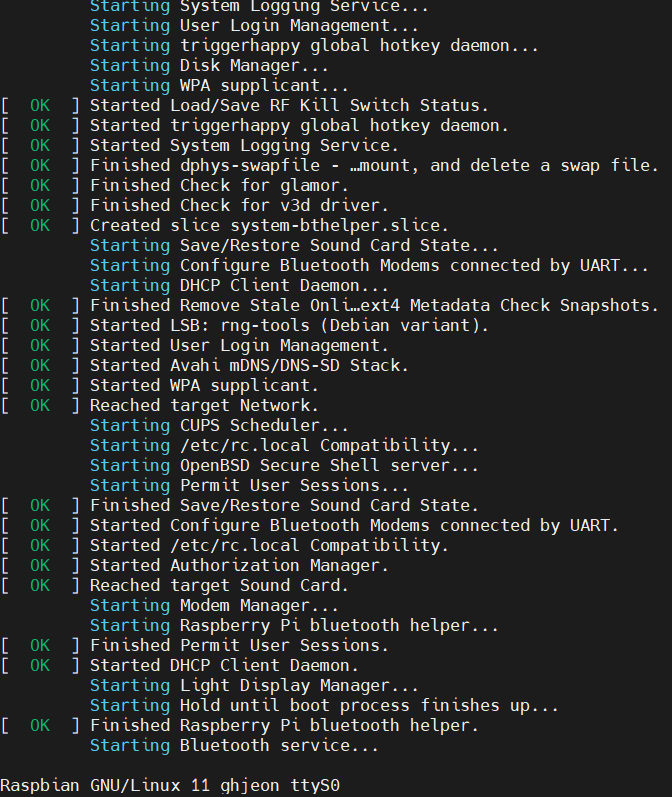 Starting System Logging Service...
Starting User Login Management...
Starting triggerhappy global hotkey daemon...
Starting Disk Manager...
Starting WPA supplicant...
[  OK  ] Started Load/Save RF Kill Switch Status.
[  OK  ] Started triggerhappy global hotkey daemon.
[  OK  ] Started System Logging Service.
[  OK  ] Finished dphys-swapfile - …mount, and delete a swap file.
[  OK  ] Finished Check for glamor.
[  OK  ] Finished Check for v3d driver.
[  OK  ] Created slice system-bthelper.slice.
Starting Save/Restore Sound Card State...
Starting Configure Bluetooth Modems connected by UART...
Starting DHCP Client Daemon...
[  OK  ] Finished Remove Stale Onli…ext4 Metadata Check Snapshots.
[  OK  ] Started LSB: rng-tools (Debian variant).
[  OK  ] Started User Login Management.
[  OK  ] Started Avahi mDNS/DNS-SD Stack.
[  OK  ] Started WPA supplicant.
[  OK  ] Reached target Network.
Starting CUPS Scheduler...
Starting /etc/rc.local Compatibility...
Starting OpenBSD Secure Shell server...
Starting Permit User Sessions...
[  OK  ] Finished Save/Restore Sound Card State.
[  OK  ] Started Configure Bluetooth Modems connected by UART.
[  OK  ] Started /etc/rc.local Compatibility.
[  OK  ] Started Authorization Manager.
[  OK  ] Reached target Sound Card.
Starting Modem Manager...
Starting Raspberry Pi bluetooth helper...
[  OK  ] Finished Permit User Sessions.
[  OK  ] Started DHCP Client Daemon.
Starting Light Display Manager...
Starting Hold until boot process finishes up...
[  OK  ] Finished Raspberry Pi bluetooth helper.
Starting Bluetooth service...
Raspbian GNU/Linux 11 ghjeon ttyS0